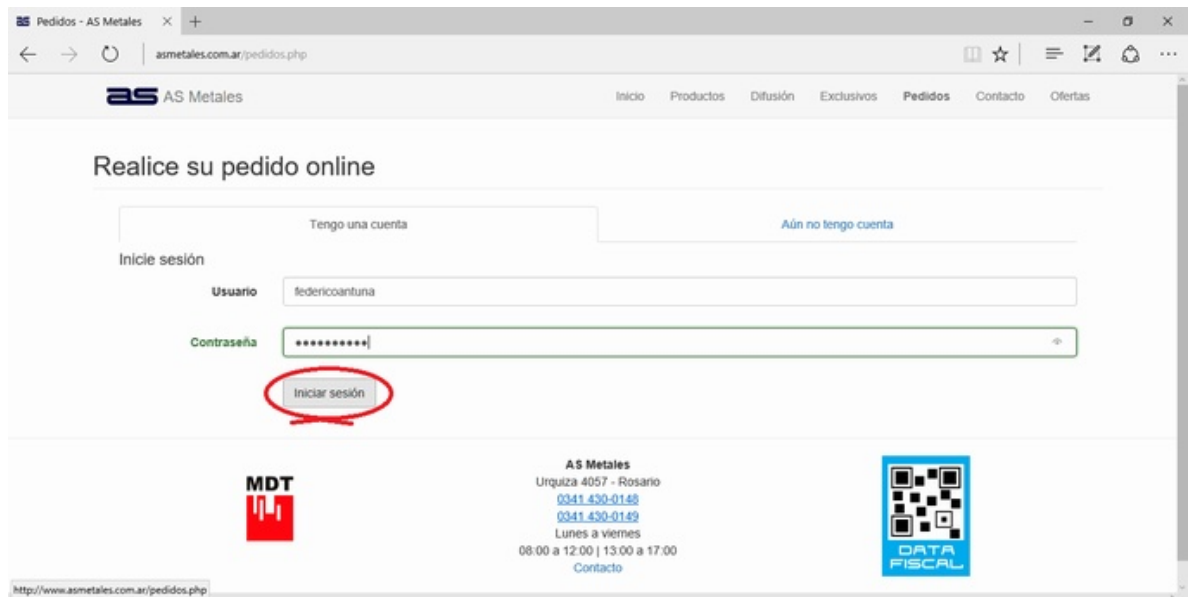 Pedidos - AS Metales
asmetales.com.ar/pedidos.php
as AS Metales
Inicio Productos Difusión Exclusivos Pedidos Contacto Ofertas
Realice su pedido online
Tengo una cuenta
Aún no tengo cuenta
Inicie sesión
Usuario federicoantuna
Contraseña ••••••••••
Iniciar sesión
MDT
AS Metales
Urquiza 4057 - Rosario
0341 430-0148
0341 430-0149
Lunes a viernes
08:00 a 12:00 | 13:00 a 17:00
Contacto
DATA
FISCAL
http://www.asmetales.com.ar/pedidos.php